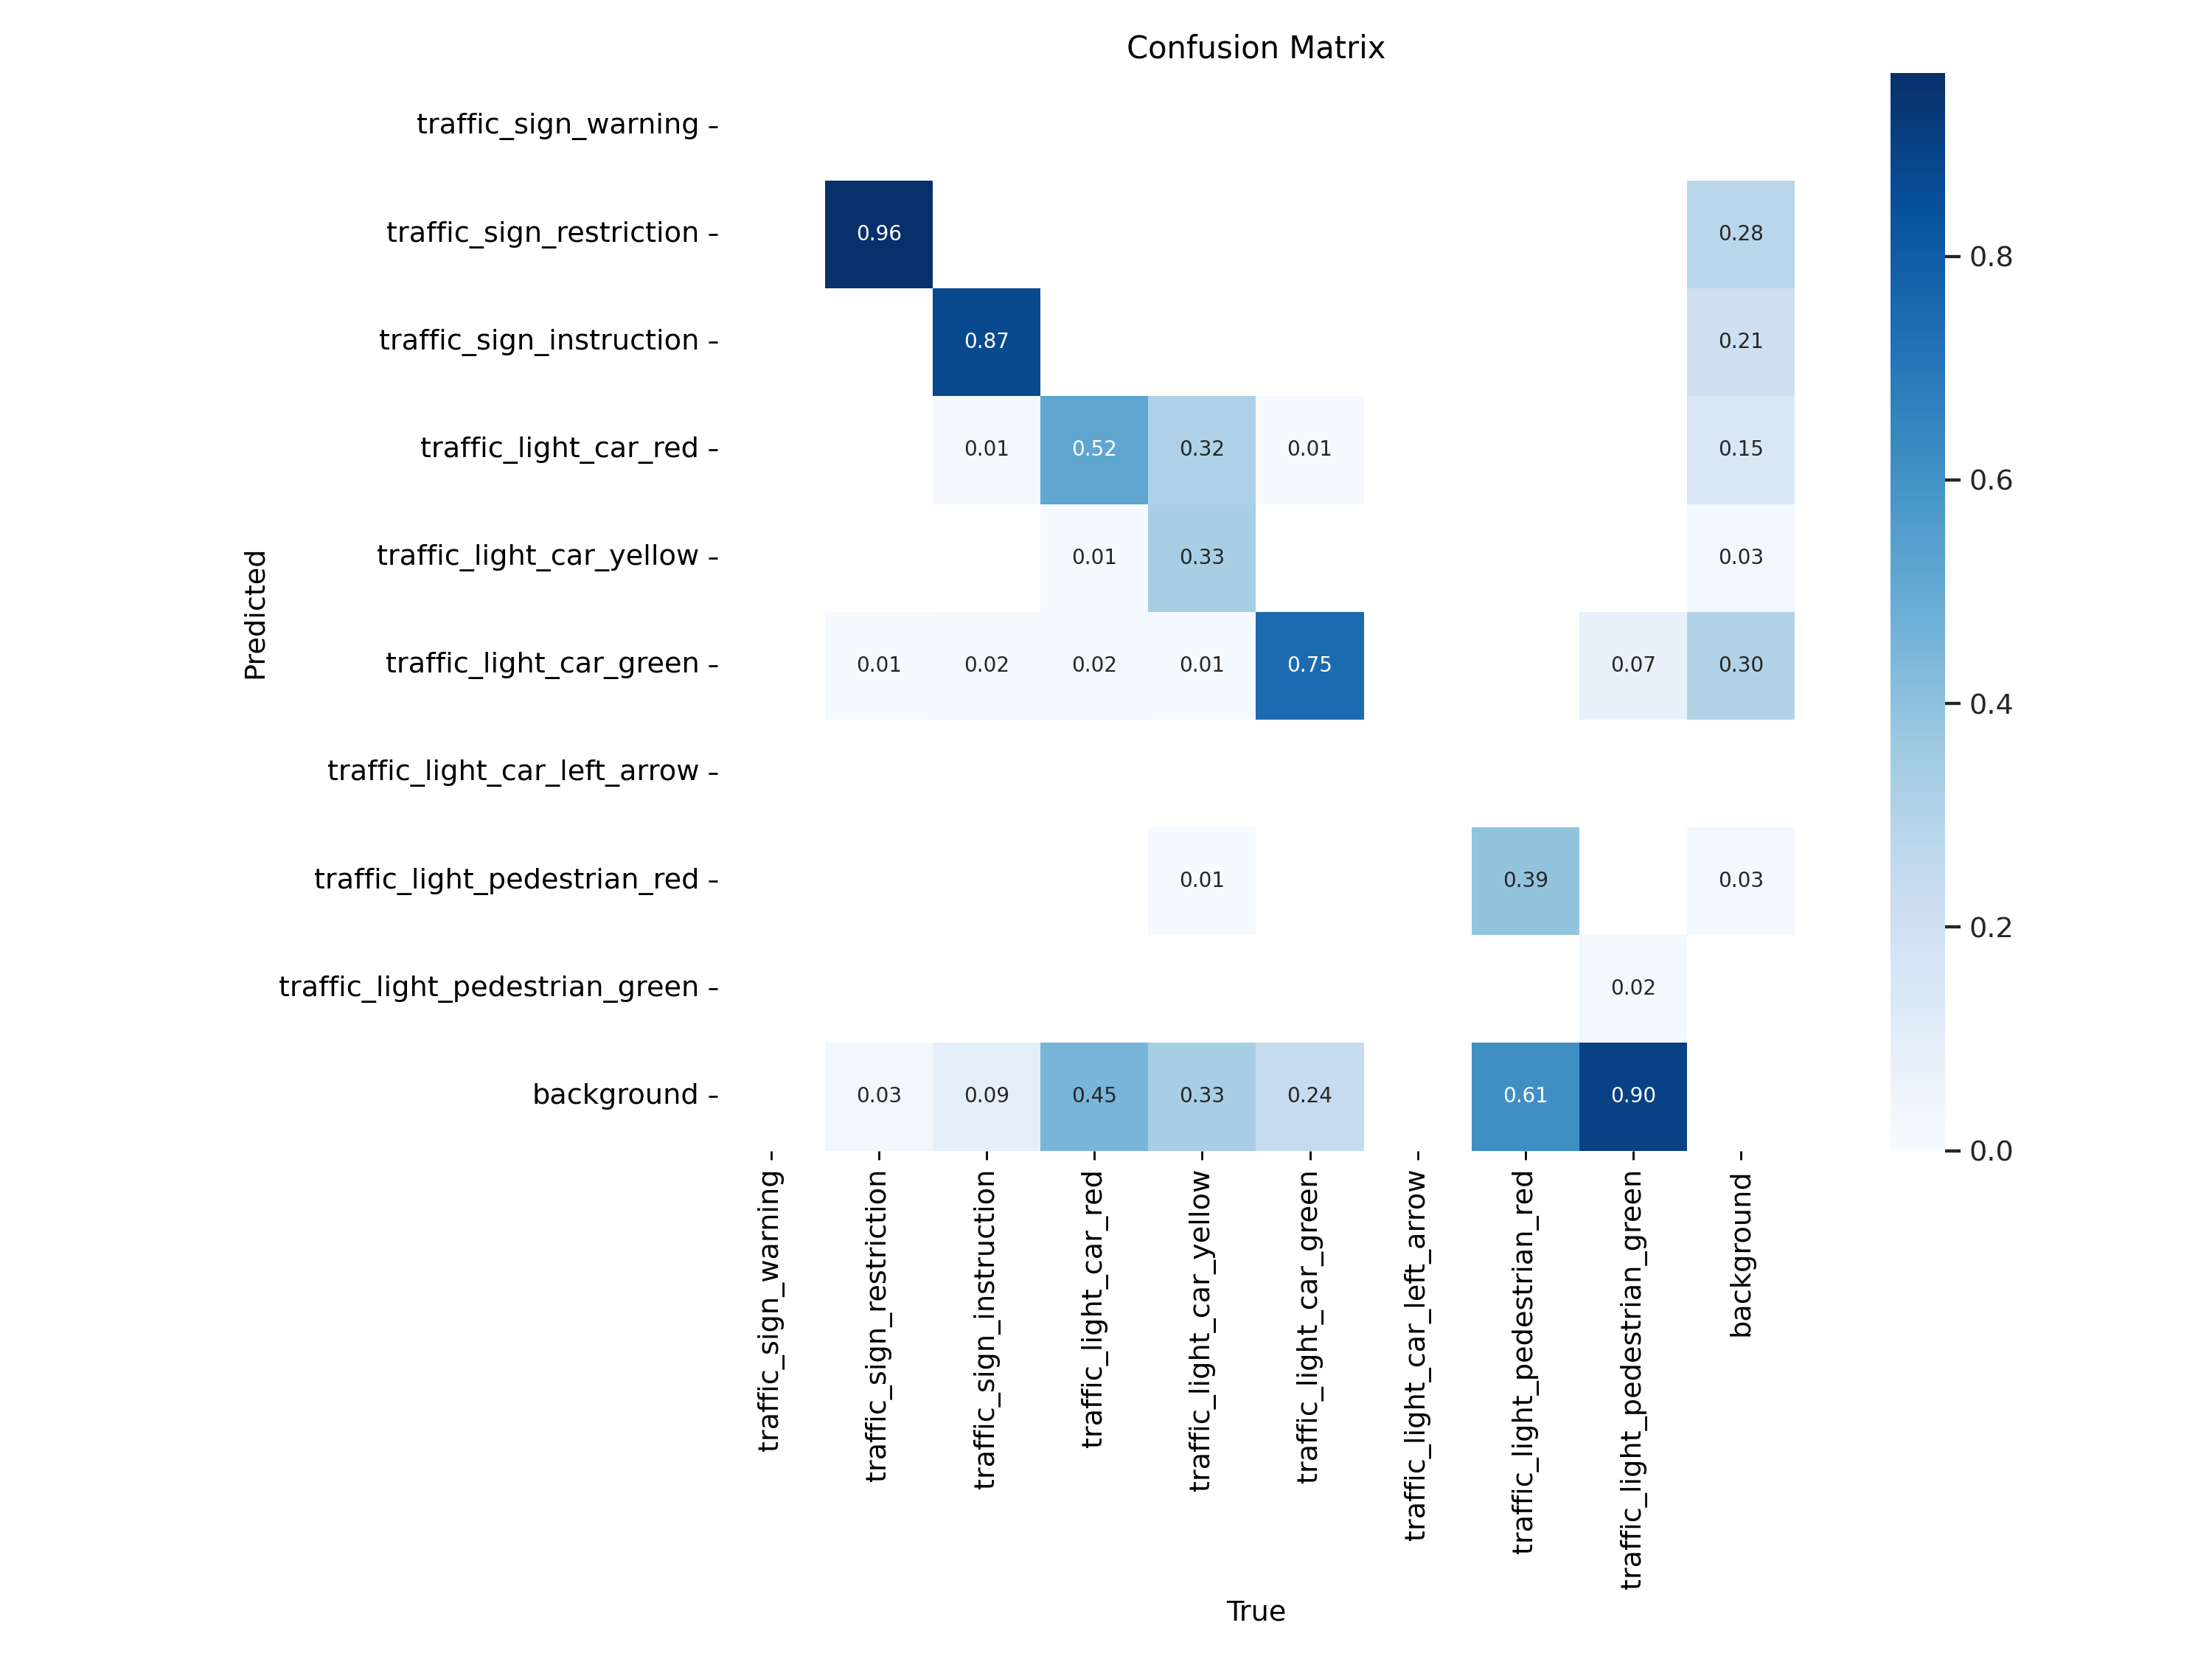 Confusion Matrix
traffic_sign_warning
traffic_sign_restriction
0.96 0.28
traffic_sign_instruction
0.87 0.21
0.8
traffic_light_car_red
0.01 0.52 0.32 0.01 0.15
0.6
traffic_light_car_yellow
0.01 0.33 0.03
Predicted
traffic_light_car_green
0.01 0.02 0.02 0.01 0.75 0.07 0.30
0.4
traffic_light_car_left_arrow
traffic_light_pedestrian_red
0.01 0.39 0.03
0.2
traffic_light_pedestrian_green
0.02
background
0.03 0.09 0.45 0.33 0.24 0.61 0.90
0.0
traffic_sign_warning
traffic_sign_restriction
traffic_sign_instruction
traffic_light_car_red
traffic_light_car_yellow
traffic_light_car_green
traffic_light_car_left_arrow
traffic_light_pedestrian_red
traffic_light_pedestrian_green
background
True